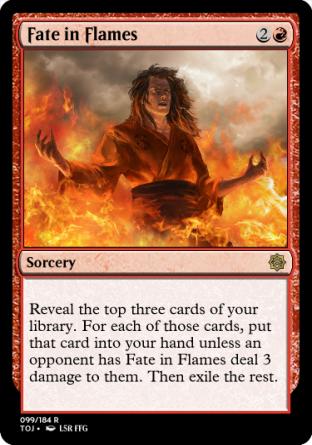 Fate in Flames 2
Sorcery
Reveal the top three cards of your
library. For each of those cards, put
that card into your hand unless an
opponent has Fate in Flames deal 3
damage to them. Then exile the rest.
099/184 R
TOJ • LSR FFG